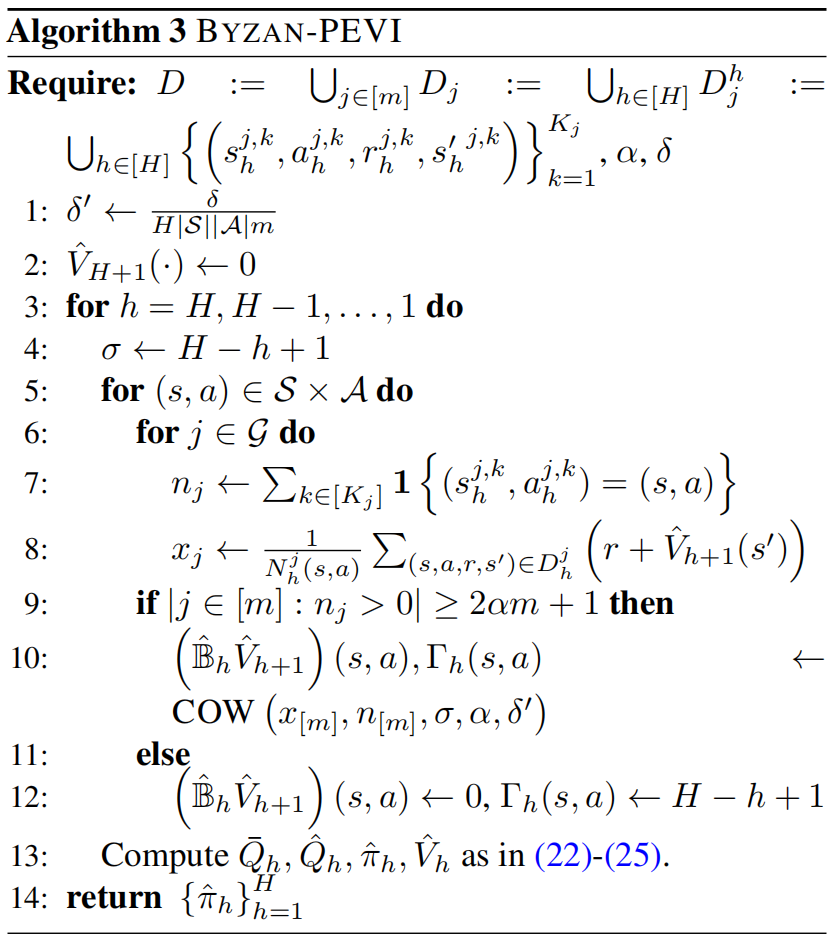 Algorithm 3 BYZAN-PEVI
Require: $D := \bigcup_{j\in[m]} D_j := \bigcup_{h\in[H]} D_j^h :=$
$\bigcup_{h\in[H]} \left\{\left(s_h^{j,k}, a_h^{j,k}, r_h^{j,k}, {s'_h}^{j,k}\right)\right\}_{k=1}^{K_j}, \alpha, \delta$
1: $\delta' \leftarrow \frac{\delta}{H|\mathcal{S}||\mathcal{A}|m}$
2: $\hat{V}_{H+1}(\cdot) \leftarrow 0$
3: for $h = H, H-1, \ldots, 1$ do
4: $\sigma \leftarrow H - h + 1$
5: for $(s, a) \in \mathcal{S} \times \mathcal{A}$ do
6: for $j \in \mathcal{G}$ do
7: $n_j \leftarrow \sum_{k\in[K_j]} \mathbf{1}\left\{(s_h^{j,k}, a_h^{j,k}) = (s, a)\right\}$
8: $x_j \leftarrow \frac{1}{N_h^j(s,a)} \sum_{(s,a,r,s')\in D_h^j} \left(r + \hat{V}_{h+1}(s')\right)$
9: if $|j \in [m] : n_j > 0| \geq 2\alpha m + 1$ then
10: $\left(\hat{\mathbb{B}}_h \hat{V}_{h+1}\right)(s, a), \Gamma_h(s, a) \leftarrow$
COW $\left(x_{[m]}, n_{[m]}, \sigma, \alpha, \delta'\right)$
11: else
12: $\left(\hat{\mathbb{B}}_h \hat{V}_{h+1}\right)(s, a) \leftarrow 0, \Gamma_h(s, a) \leftarrow H - h + 1$
13: Compute $\bar{Q}_h, \hat{Q}_h, \hat{\pi}_h, \hat{V}_h$ as in (22)-(25).
14: return $\{\hat{\pi}_h\}_{h=1}^H$